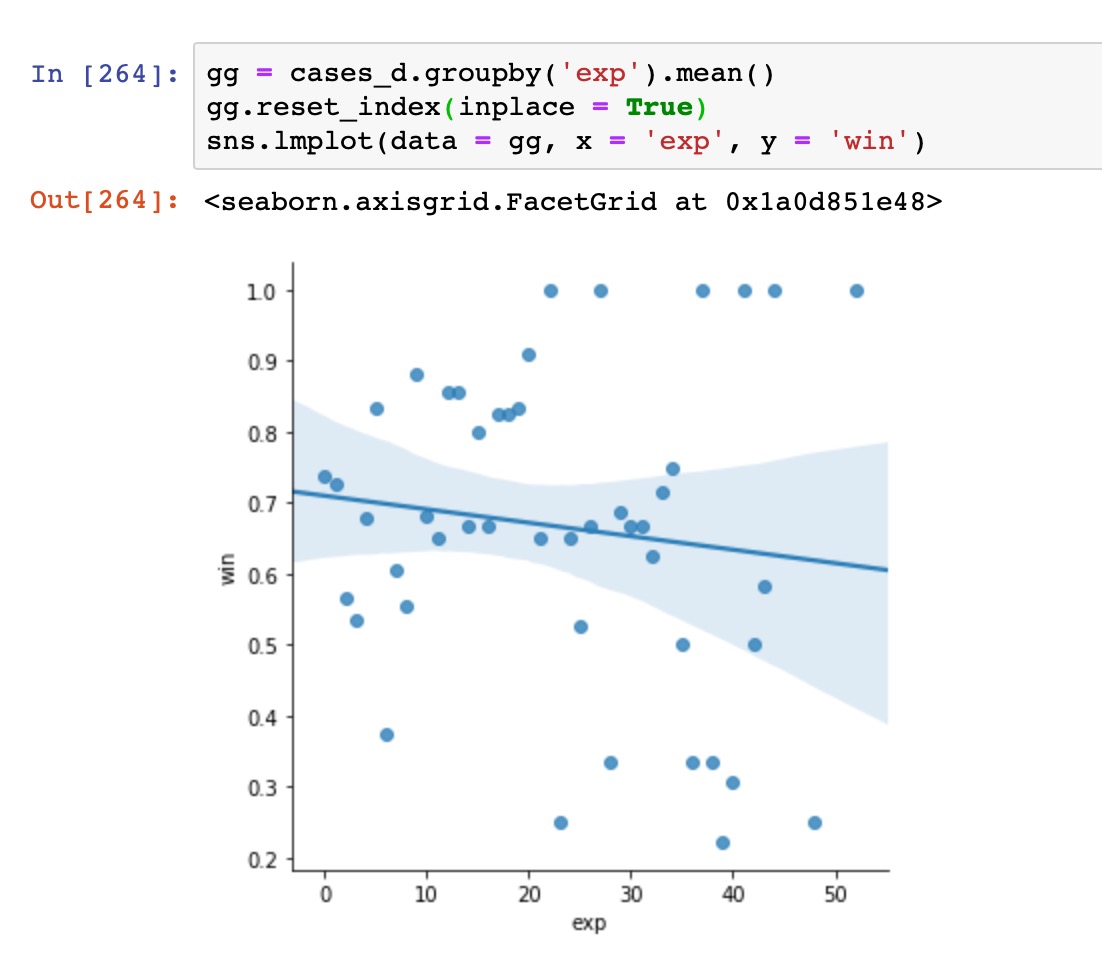 In [264]: gg = cases_d.groupby('exp').mean()
gg.reset_index(inplace = True)
sns.lmplot(data = gg, x = 'exp', y = 'win')
Out[264]: <seaborn.axisgrid.FacetGrid at 0x1a0d851e48>
1.0
0.9
0.8
0.7
0.6
0.5
0.4
0.3
0.2
win
0 10 20 30 40 50
exp